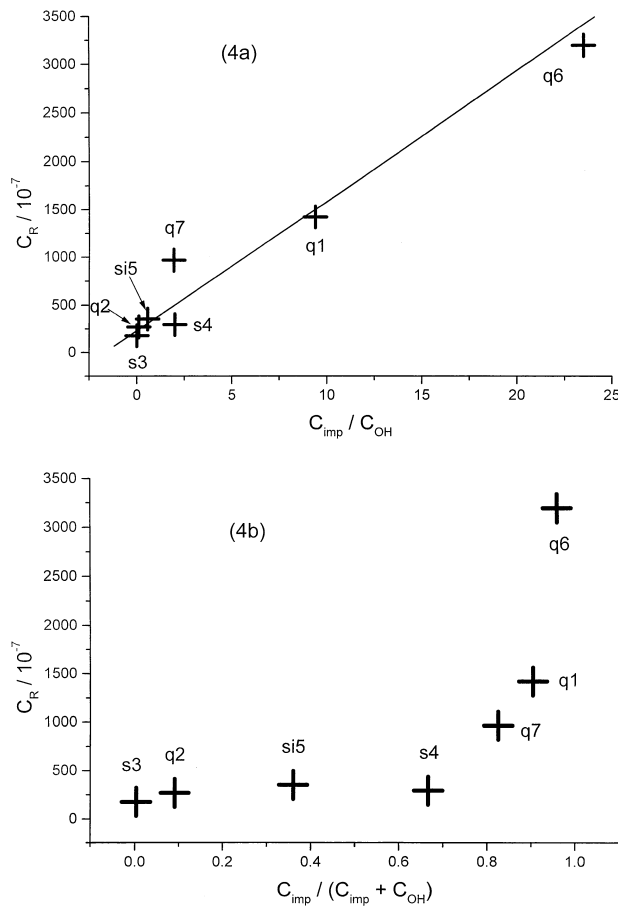 3500
(4a)
3000
q6
2500
2000
C_R / 10^-7
1500
q7
q1
1000
si5
500
q2
s4
0
s3
0 5 10 15 20 25
C_imp / C_OH
3500
(4b)
3000
q6
2500
2000
C_R / 10^-7
1500
q1
1000
q7
si5
s4
s3 q2
500
0
0.0 0.2 0.4 0.6 0.8 1.0
C_imp / (C_imp + C_OH)